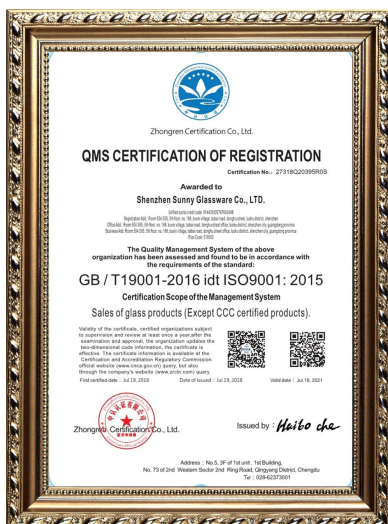 Zhongren Certification Co., Ltd.
QMS CERTIFICATION OF REGISTRATION
Certification No.: 27318Q20395R0S
Awarded to
Shenzhen Sunny Glassware Co., LTD.
The Quality Management System of the above
organization has been assessed and found to be in accordance with
the requirements of the standard:
GB / T19001-2016 idt ISO9001: 2015
Certification Scope of the Management System
Sales of glass products (Except CCC certified products).
Validity of the certificate, certified organizations subject
to supervision and review at least once a year.after the
examination and approval, the organization updates the
two-dimensional code information, the certificate is
effective. The certificate information is available at the
Certification and Accreditation Regulatory Commission
official website (www.cnca.gov.cn) query, but also
through the company's website (www.zrcln.com) query.
First certified date : Jul.19, 2018 Date of Issued : Jul.19, 2018 Valid date : Jul.18, 2021
Zhongren Certification Co., Ltd.
Issued by : Haibo che
Address : No.5, 3F of 1st unit , 1st Building,
No. 73 of 2nd Western Sector 2nd Ring Road, Qingyang District, Chengdu
Tel : 028-62373001